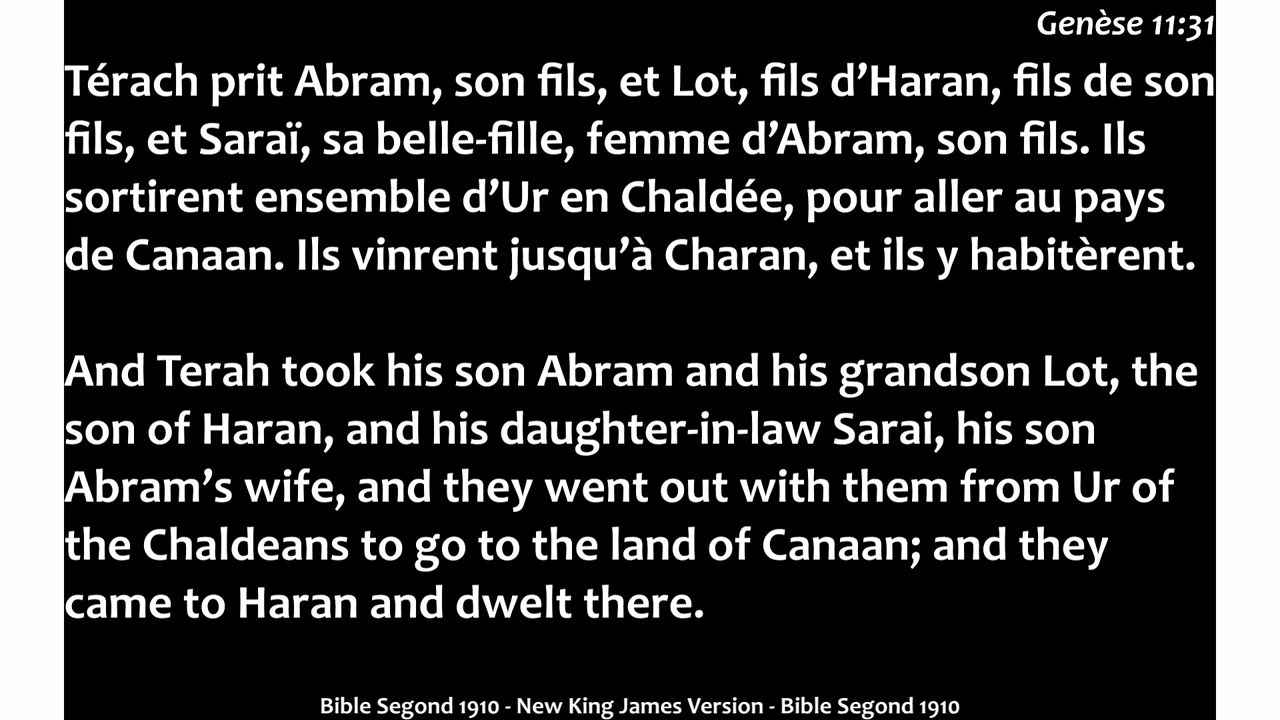 Genèse 11:31
Térach prit Abram, son fils, et Lot, fils d’Haran, fils de son
fils, et Saraï, sa belle-fille, femme d’Abram, son fils. Ils
sortirent ensemble d’Ur en Chaldée, pour aller au pays
de Canaan. Ils vinrent jusqu’à Charan, et ils y habitèrent.
And Terah took his son Abram and his grandson Lot, the
son of Haran, and his daughter-in-law Sarai, his son
Abram’s wife, and they went out with them from Ur of
the Chaldeans to go to the land of Canaan; and they
came to Haran and dwelt there.
Bible Segond 1910 - New King James Version - Bible Segond 1910